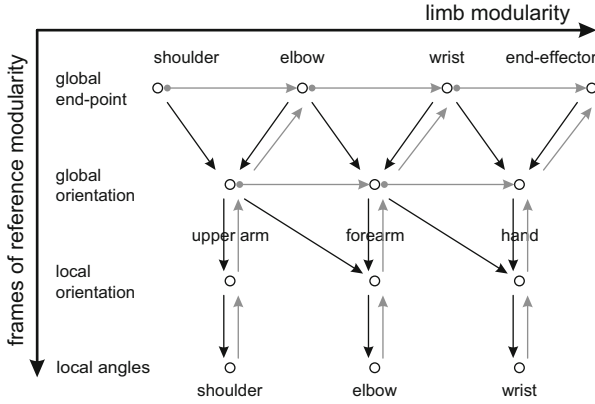 limb modularity
frames of reference modularity
shoulder
elbow
wrist
end-effector
global
end-point
global
orientation
upper arm
forearm
hand
local
orientation
local angles
shoulder
elbow
wrist